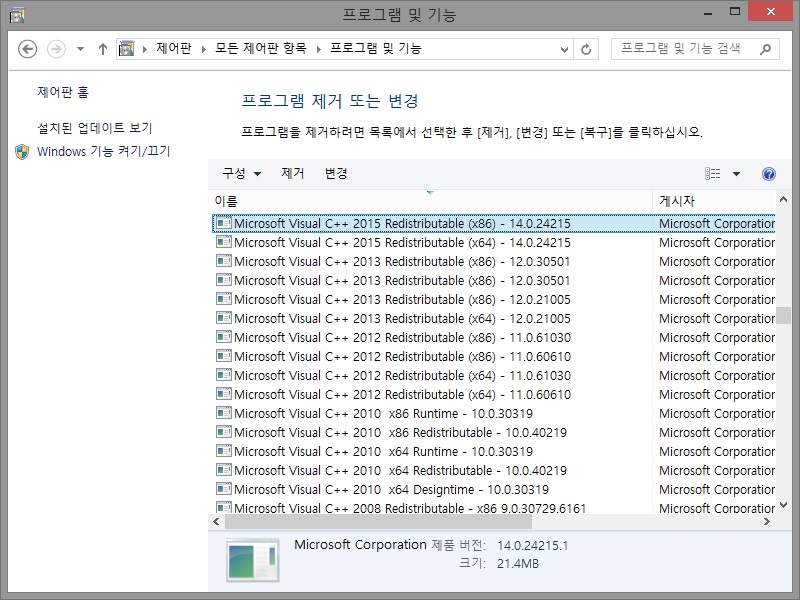 프로그램 및 기능
제어판 모든 제어판 항목 프로그램 및 기능
프로그램 및 기능 검색
제어판 홈
설치된 업데이트 보기
Windows 기능 켜기/끄기
프로그램 제거 또는 변경
프로그램을 제거하려면 목록에서 선택한 후 [제거], [변경] 또는 [복구]를 클릭하십시오.
구성 제거 변경
이름 게시자
Microsoft Visual C++ 2015 Redistributable (x86) - 14.0.24215 Microsoft Corporation
Microsoft Visual C++ 2015 Redistributable (x64) - 14.0.24215 Microsoft Corporation
Microsoft Visual C++ 2013 Redistributable (x86) - 12.0.30501 Microsoft Corporation
Microsoft Visual C++ 2013 Redistributable (x64) - 12.0.30501 Microsoft Corporation
Microsoft Visual C++ 2013 Redistributable (x86) - 12.0.21005 Microsoft Corporation
Microsoft Visual C++ 2013 Redistributable (x64) - 12.0.21005 Microsoft Corporation
Microsoft Visual C++ 2012 Redistributable (x86) - 11.0.61030 Microsoft Corporation
Microsoft Visual C++ 2012 Redistributable (x86) - 11.0.60610 Microsoft Corporation
Microsoft Visual C++ 2012 Redistributable (x64) - 11.0.61030 Microsoft Corporation
Microsoft Visual C++ 2012 Redistributable (x64) - 11.0.60610 Microsoft Corporation
Microsoft Visual C++ 2010 x86 Runtime - 10.0.30319 Microsoft Corporation
Microsoft Visual C++ 2010 x86 Redistributable - 10.0.40219 Microsoft Corporation
Microsoft Visual C++ 2010 x64 Runtime - 10.0.30319 Microsoft Corporation
Microsoft Visual C++ 2010 x64 Redistributable - 10.0.40219 Microsoft Corporation
Microsoft Visual C++ 2010 x64 Designtime - 10.0.30319 Microsoft Corporation
Microsoft Visual C++ 2008 Redistributable - x86 9.0.30729.6161 Microsoft Corporation
Microsoft Corporation 제품 버전: 14.0.24215.1
크기: 21.4MB